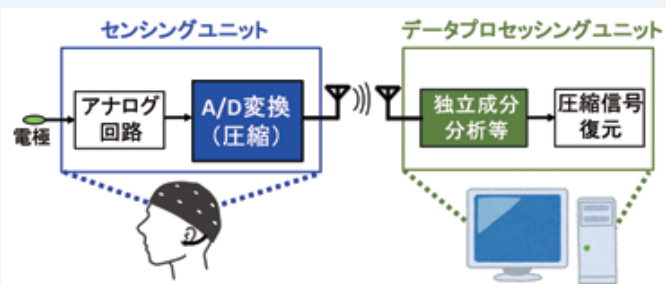 センシングユニット
データプロセッシングユニット
電極
アナログ
回路
A/D変換
(圧縮)
独立成分
分析等
圧縮信号
復元